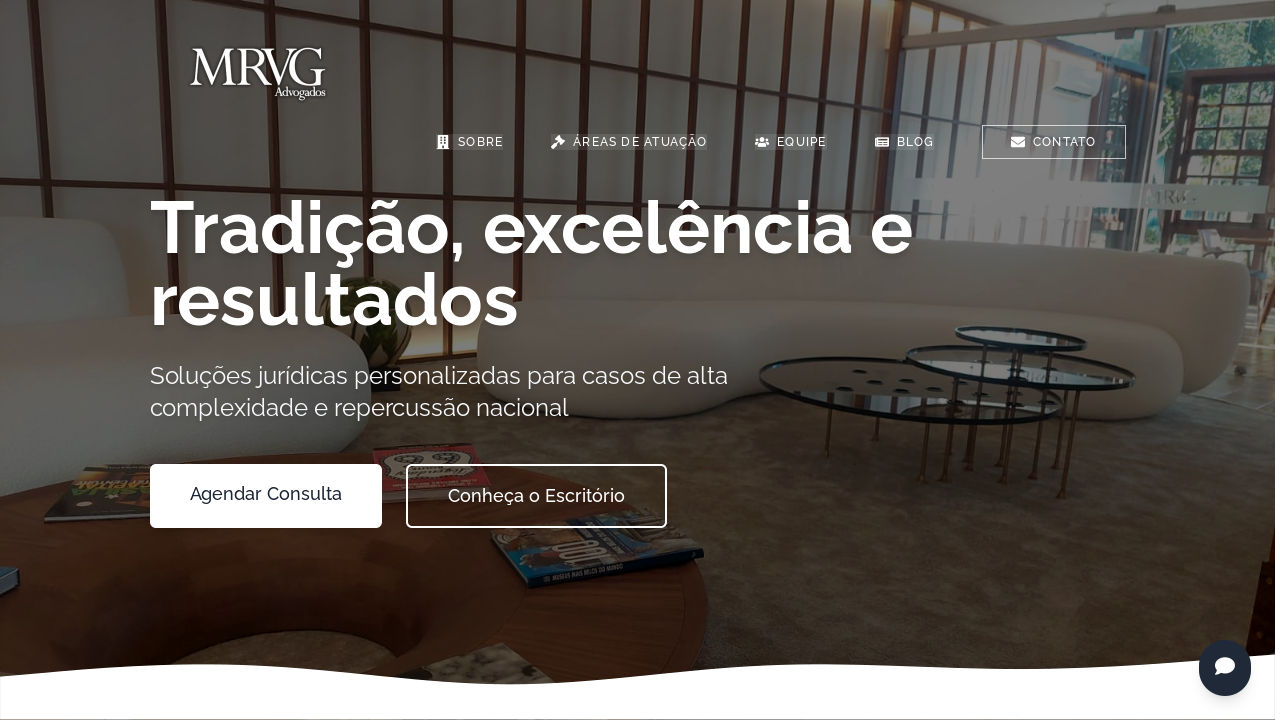 MRVG
Advogados
SOBRE
ÁREAS DE ATUAÇÃO
EQUIPE
BLOG
CONTATO
MRVG
Tradição, excelência e
resultados
Soluções jurídicas personalizadas para casos de alta
complexidade e repercussão nacional
Agendar Consulta
Conheça o Escritório